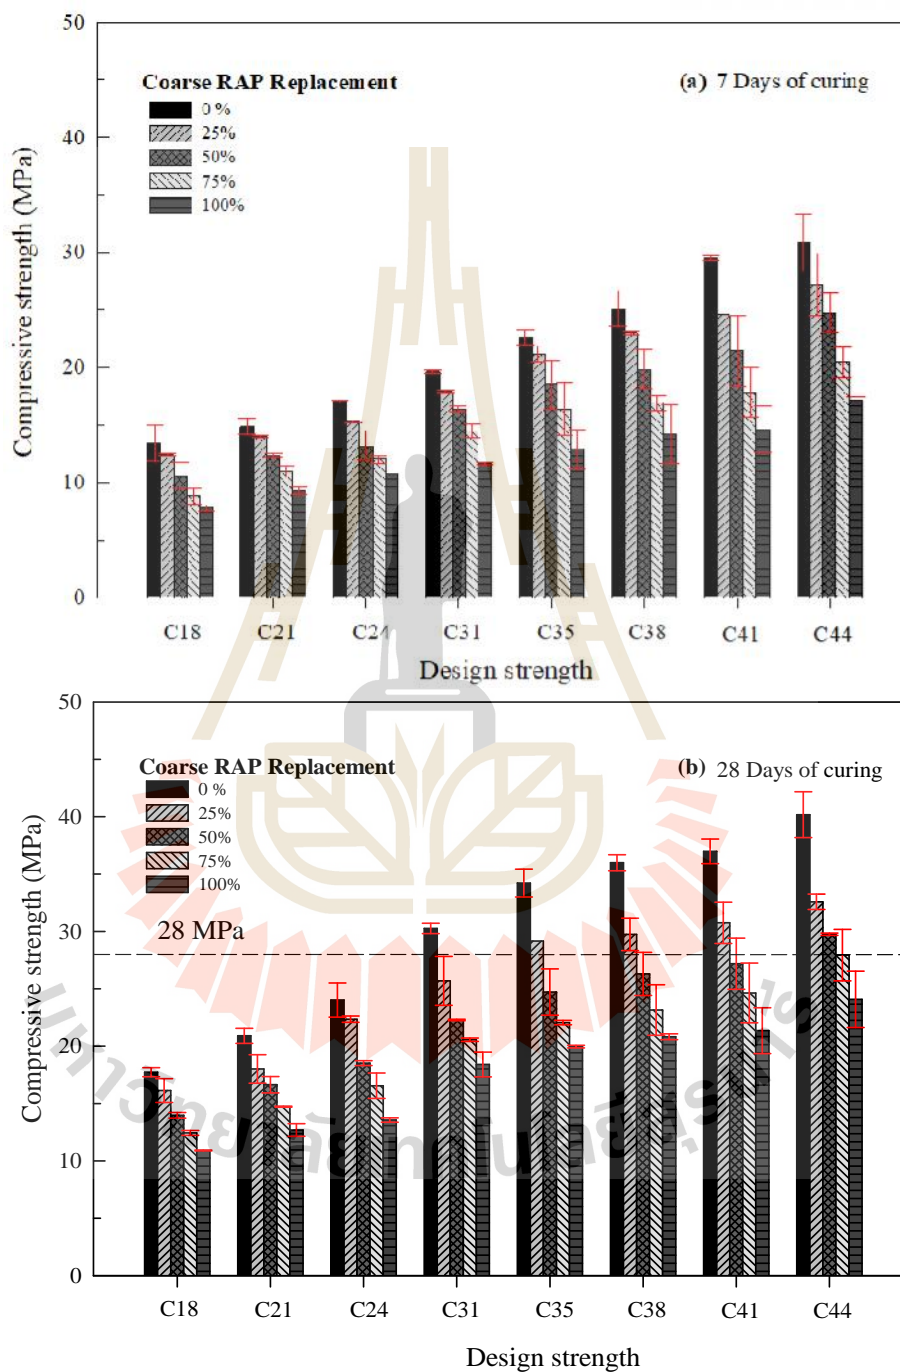 50
Coarse RAP Replacement
(a) 7 Days of curing
0 %
25%
50%
75%
100%
40
30
20
10
0
Compressive strength (MPa)
C18 C21 C24 C31 C35 C38 C41 C44
Design strength
50
Coarse RAP Replacement
(b) 28 Days of curing
0 %
25%
50%
75%
100%
40
28 MPa
30
20
10
0
Compressive strength (MPa)
C18 C21 C24 C31 C35 C38 C41 C44
Design strength